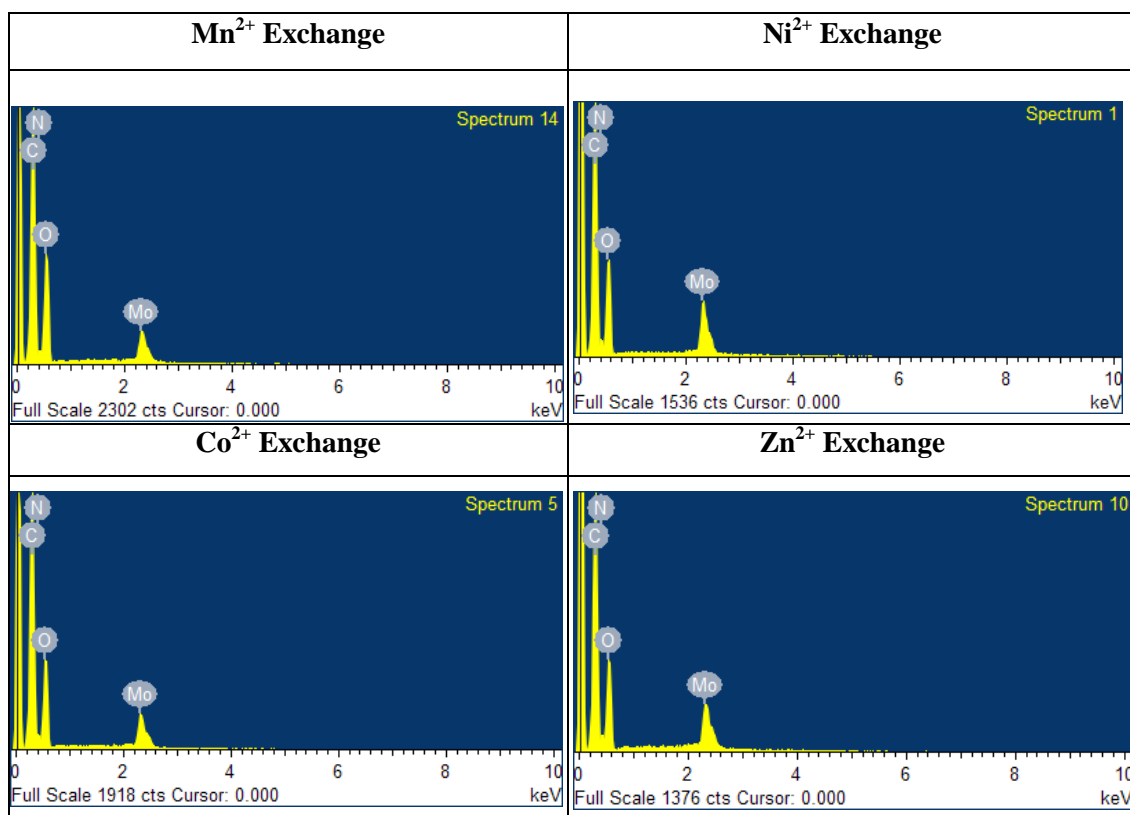 Mn2+ Exchange
Ni2+ Exchange
Spectrum 14
N
C
O
Mo
0 2 4 6 8 10
Full Scale 2302 cts Cursor: 0.000 keV
Spectrum 1
N
C
O
Mo
0 2 4 6 8 10
Full Scale 1536 cts Cursor: 0.000 keV
Co2+ Exchange
Zn2+ Exchange
Spectrum 5
N
C
O
Mo
0 2 4 6 8 10
Full Scale 1918 cts Cursor: 0.000 keV
Spectrum 10
N
C
O
Mo
0 2 4 6 8 10
Full Scale 1376 cts Cursor: 0.000 keV